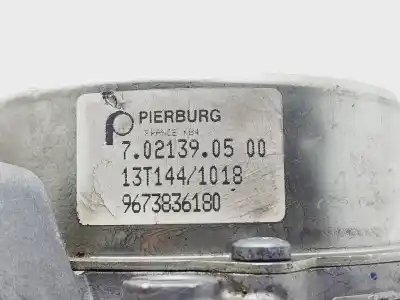 PIERBURG
FRANCE KB4
7.02139.05 00
13T144/1018
9673836180